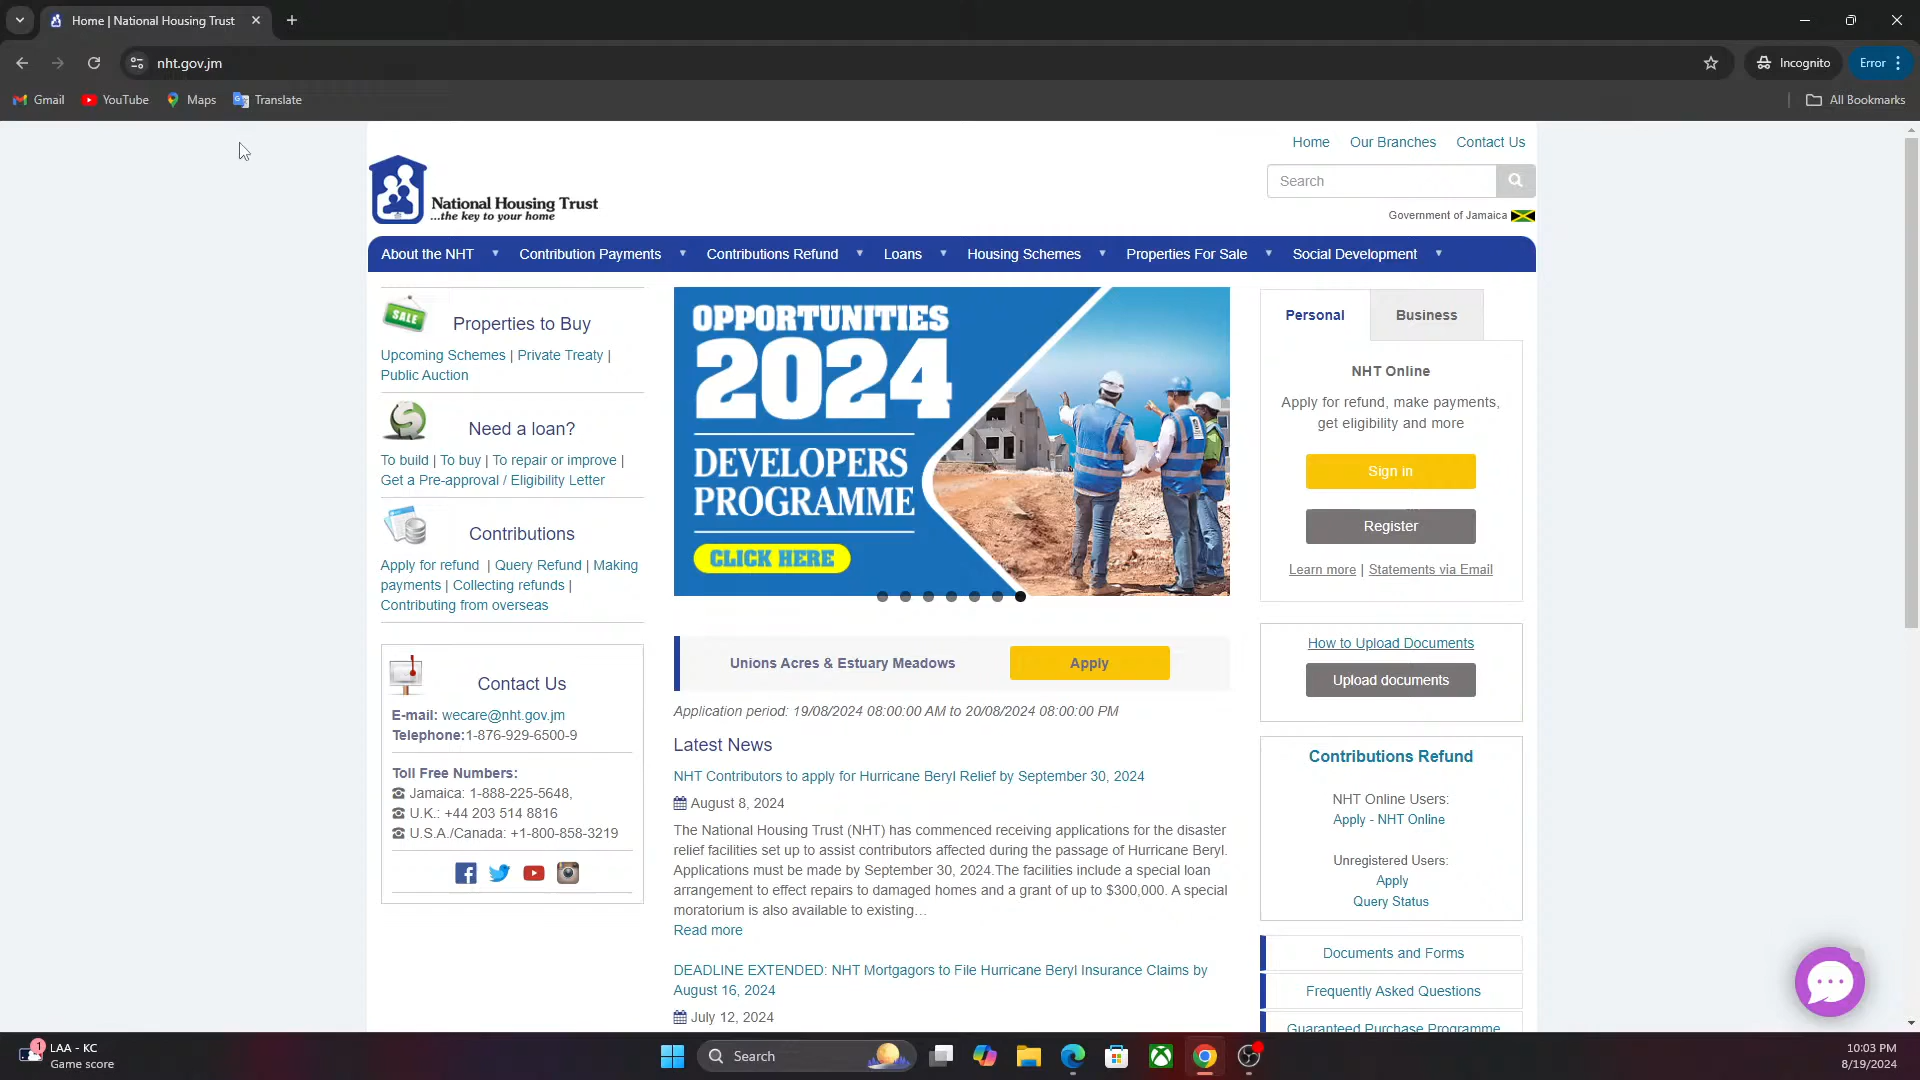 Home | National Housing Trust
nht.gov.jm
Incognito
Error
Gmail
YouTube
Maps
Translate
All Bookmarks
Home
Our Branches
Contact Us
National Housing Trust
...the key to your home
Search
Government of Jamaica
About the NHT
Contribution Payments
Contributions Refund
Loans
Housing Schemes
Properties For Sale
Social Development
SALE
Properties to Buy
Upcoming Schemes | Private Treaty |
Public Auction
Need a loan?
To build | To buy | To repair or improve |
Get a Pre-approval / Eligibility Letter
Contributions
Apply for refund | Query Refund | Making
payments | Collecting refunds |
Contributing from overseas
Contact Us
E-mail: wecare@nht.gov.jm
Telephone:1-876-929-6500-9
Toll Free Numbers:
Jamaica: 1-888-225-5648,
U.K.: +44 203 514 8816
U.S.A./Canada: +1-800-858-3219
OPPORTUNITIES
2024
DEVELOPERS
PROGRAMME
CLICK HERE
Unions Acres & Estuary Meadows
Apply
Application period: 19/08/2024 08:00:00 AM to 20/08/2024 08:00:00 PM
Latest News
NHT Contributors to apply for Hurricane Beryl Relief by September 30, 2024
August 8, 2024
The National Housing Trust (NHT) has commenced receiving applications for the disaster
relief facilities set up to assist contributors affected during the passage of Hurricane Beryl.
Applications must be made by September 30, 2024.The facilities include a special loan
arrangement to effect repairs to damaged homes and a grant of up to $300,000. A special
moratorium is also available to existing…
Read more
DEADLINE EXTENDED: NHT Mortgagors to File Hurricane Beryl Insurance Claims by
August 16, 2024
July 12, 2024
Personal
Business
NHT Online
Apply for refund, make payments,
get eligibility and more
Sign in
Register
Learn more | Statements via Email
How to Upload Documents
Upload documents
Contributions Refund
NHT Online Users:
Apply - NHT Online
Unregistered Users:
Apply
Query Status
Documents and Forms
Frequently Asked Questions
Guaranteed Purchase Programme
1
LAA - KC
Game score
Search
10:03 PM
8/19/2024